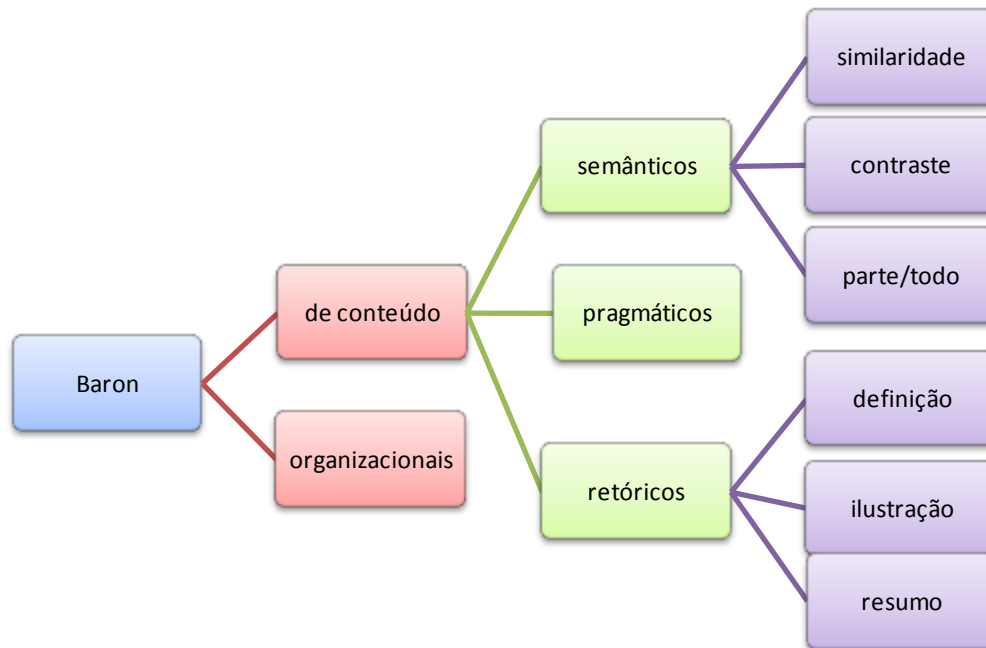 Baron
de conteúdo
organizacionais
semânticos
pragmáticos
retóricos
similaridade
contraste
parte/todo
definição
ilustração
resumo